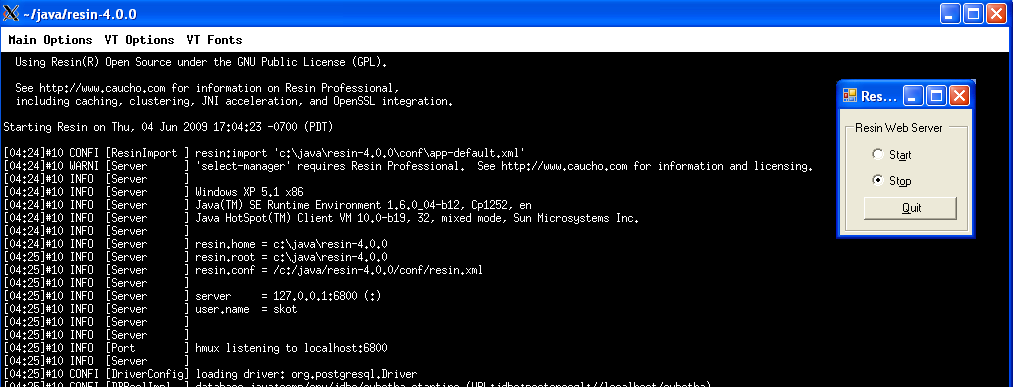 ~/java/resin-4.0.0
Main Options VT Options VT Fonts
Using Resin(R) Open Source under the GNU Public License (GPL).
See http://www.caucho.com for information on Resin Professional,
including caching, clustering, JNI acceleration, and OpenSSL integration.
Starting Resin on Thu, 04 Jun 2009 17:04:23 -0700 (PDT)
[04:24]#10 CONFI [ResinImport ] resin:import 'c:\java\resin-4.0.0\conf\app-default.xml'
[04:24]#10 WARNI [Server      ] 'select-manager' requires Resin Professional.  See http://www.caucho.com for information and licensing.
[04:24]#10 INFO  [Server      ]
[04:24]#10 INFO  [Server      ] Windows XP 5.1 x86
[04:24]#10 INFO  [Server      ] Java(TM) SE Runtime Environment 1.6.0_04-b12, Cp1252, en
[04:24]#10 INFO  [Server      ] Java HotSpot(TM) Client VM 10.0-b19, 32, mixed mode, Sun Microsystems Inc.
[04:24]#10 INFO  [Server      ]
[04:24]#10 INFO  [Server      ] resin.home = c:\java\resin-4.0.0
[04:25]#10 INFO  [Server      ] resin.root = c:\java\resin-4.0.0
[04:25]#10 INFO  [Server      ] resin.conf = /c:/java/resin-4.0.0/conf/resin.xml
[04:25]#10 INFO  [Server      ]
[04:25]#10 INFO  [Server      ] server     = 127.0.0.1:6800 (:)
[04:25]#10 INFO  [Server      ] user.name  = skot
[04:25]#10 INFO  [Server      ]
[04:25]#10 INFO  [Server      ]
[04:25]#10 INFO  [Port        ] hmux listening to localhost:6800
[04:25]#10 CONFI [DriverConfig] loading driver: org.postgresql.Driver
[04:25]#10 INFO
Res...
Resin Web Server
Start
Stop
Quit